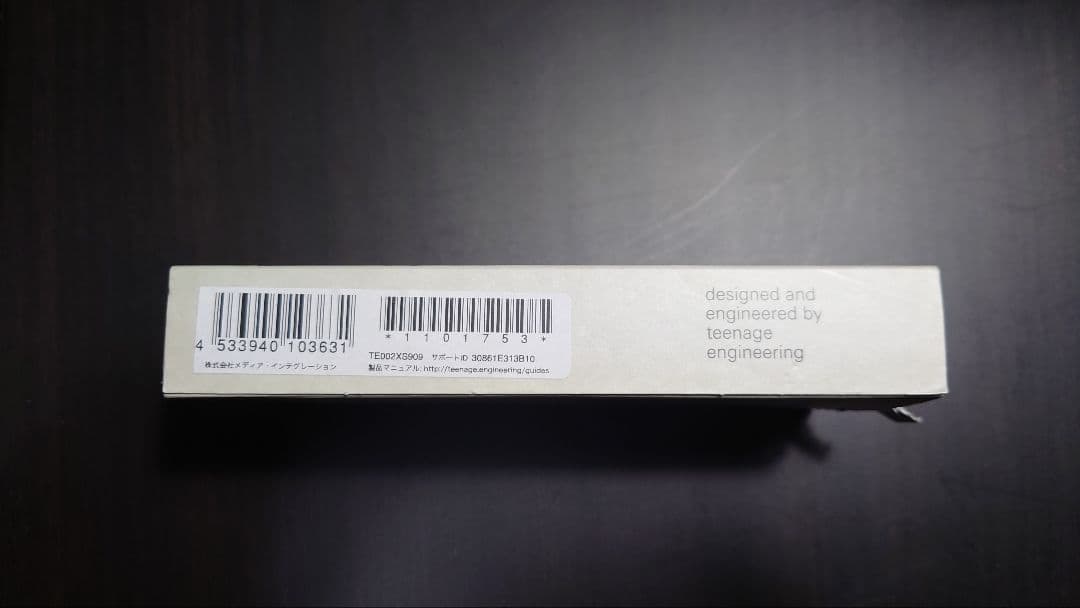 4 533940 103631
株式会社メディア・インテグレーション
*1101753*
TE002XS909 サポートID 30861E313B10
製品マニュアル: http://teenage.engineering/guides
designed and
engineered by
teenage
engineering